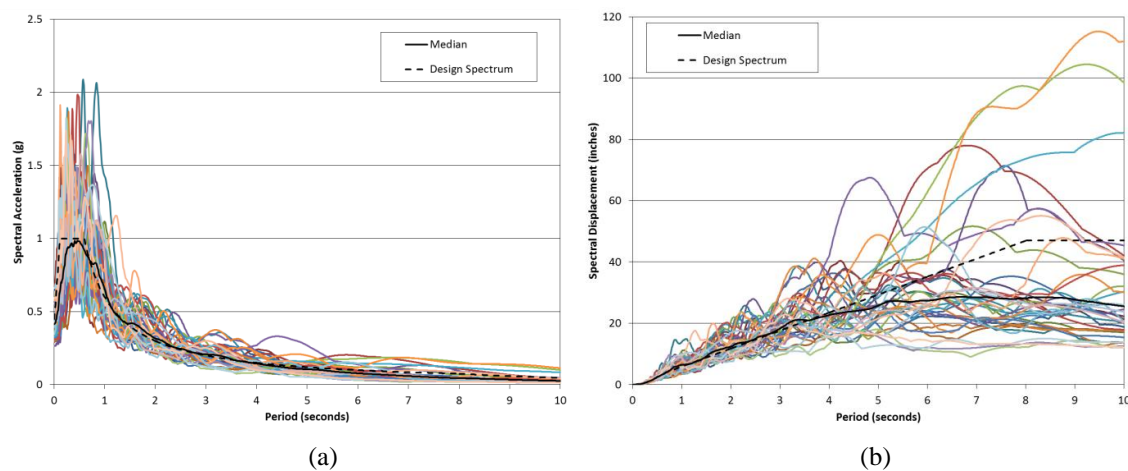 2.5
2
1.5
1
0.5
0
Spectral Acceleration (g)
Median
Design Spectrum
0 1 2 3 4 5 6 7 8 9 10
Period (seconds)
(a)
120
100
80
60
40
20
0
Spectral Displacement (inches)
Median
Design Spectrum
0 1 2 3 4 5 6 7 8 9 10
Period (seconds)
(b)